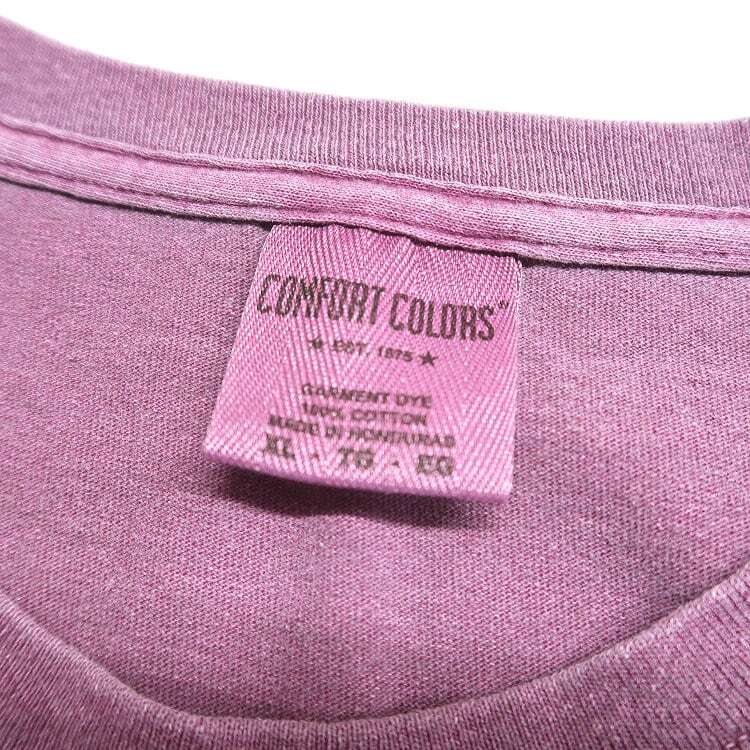 COMFORT COLORS®
★ EST. 1975 ★
GARMENT DYE
100% COTTON
MADE IN HONDURAS
XL - TG - EG